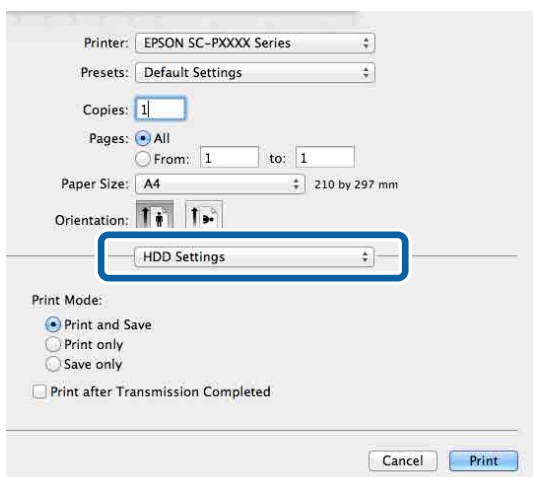 Printer: EPSON SC-PXXXX Series
Presets: Default Settings
Copies: 1
Pages: All
From: 1 to: 1
Paper Size: A4 210 by 297 mm
Orientation:
HDD Settings
Print Mode:
Print and Save
Print only
Save only
Print after Transmission Completed
Cancel Print